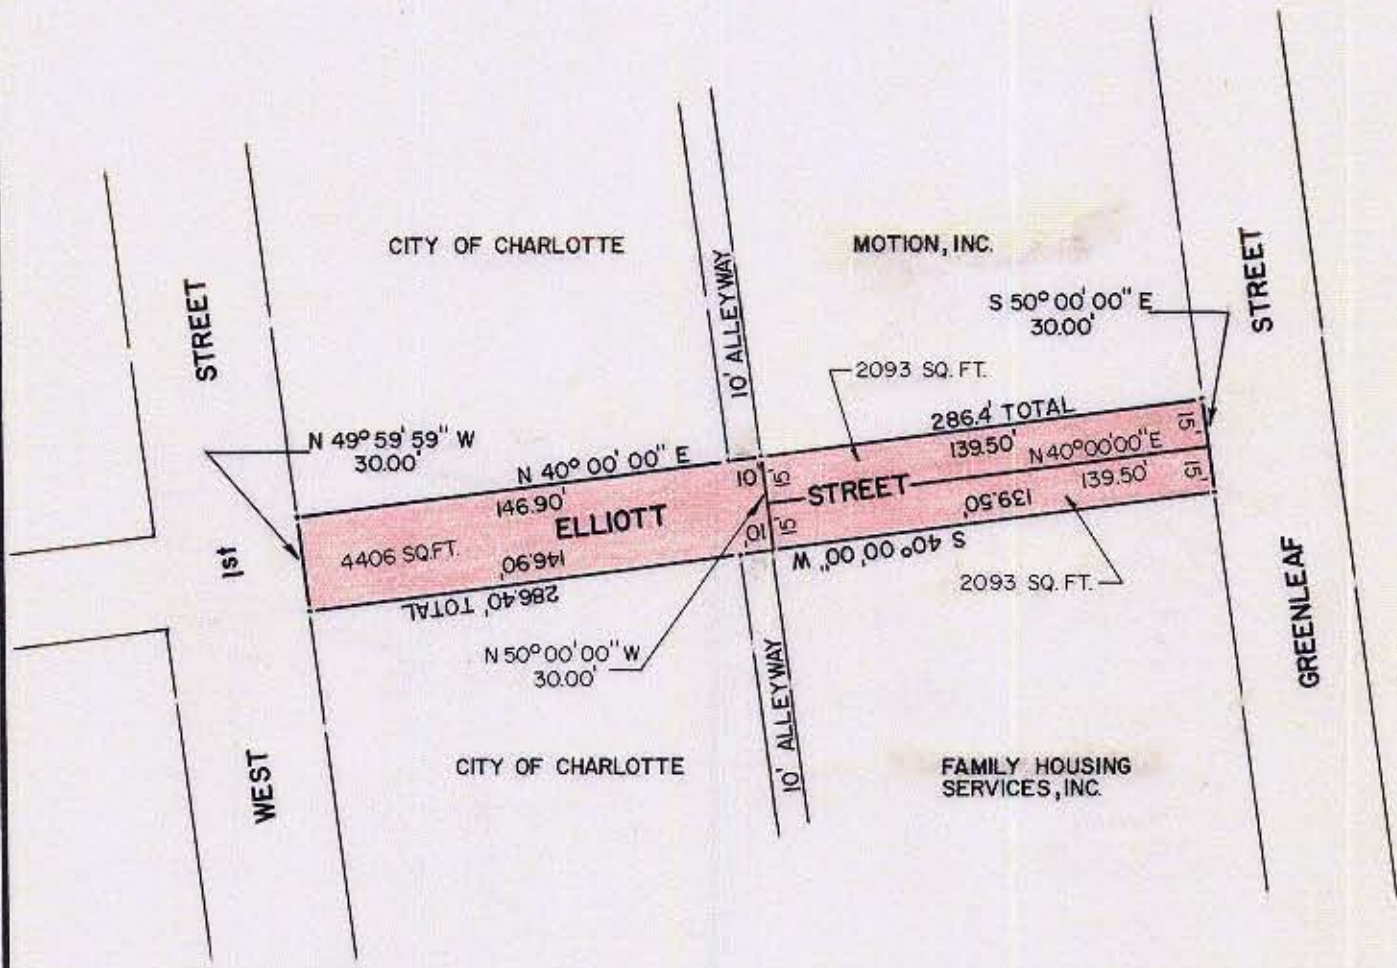 CITY OF CHARLOTTE
MOTION, INC.
STREET
10' ALLEYWAY
S 50° 00' 00" E
30.00'
STREET
2093 SQ. FT.
286.4' TOTAL
15'
N 49° 59' 59" W
30.00'
N 40° 00' 00" E
139.50'
N 40° 00' 00" E
146.90'
10'
15'
STREET
139.50'
15'
ELLIOTT
139.50'
4406 SQ.FT.
146.90'
10'
15'
S 40° 00' 00" W
1st
286.40' TOTAL
2093 SQ. FT.
N 50° 00' 00" W
30.00'
10' ALLEYWAY
GREENLEAF
WEST
CITY OF CHARLOTTE
FAMILY HOUSING
SERVICES, INC.